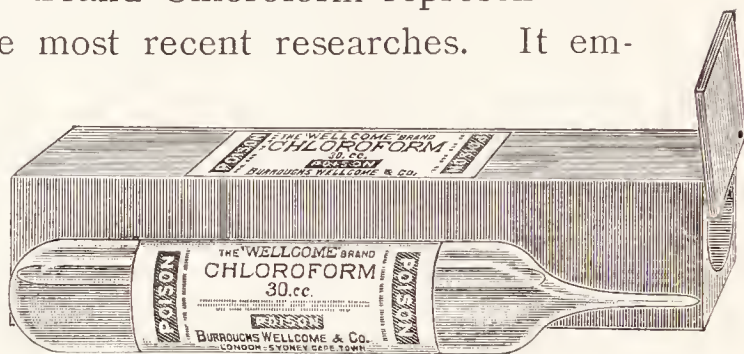 Brand Chloroform represen
e most recent researches. It em-
POISON
THE 'WELLCOME' BRAND
CHLOROFORM
30.cc.
POISON
BURROUGHS WELLCOME & CO.
POISON
THE 'WELLCOME' BRAND
CHLOROFORM
30.cc.
POISON
BURROUGHS WELLCOME & CO.
LONDON SYDNEY CAPE TOWN
POISON